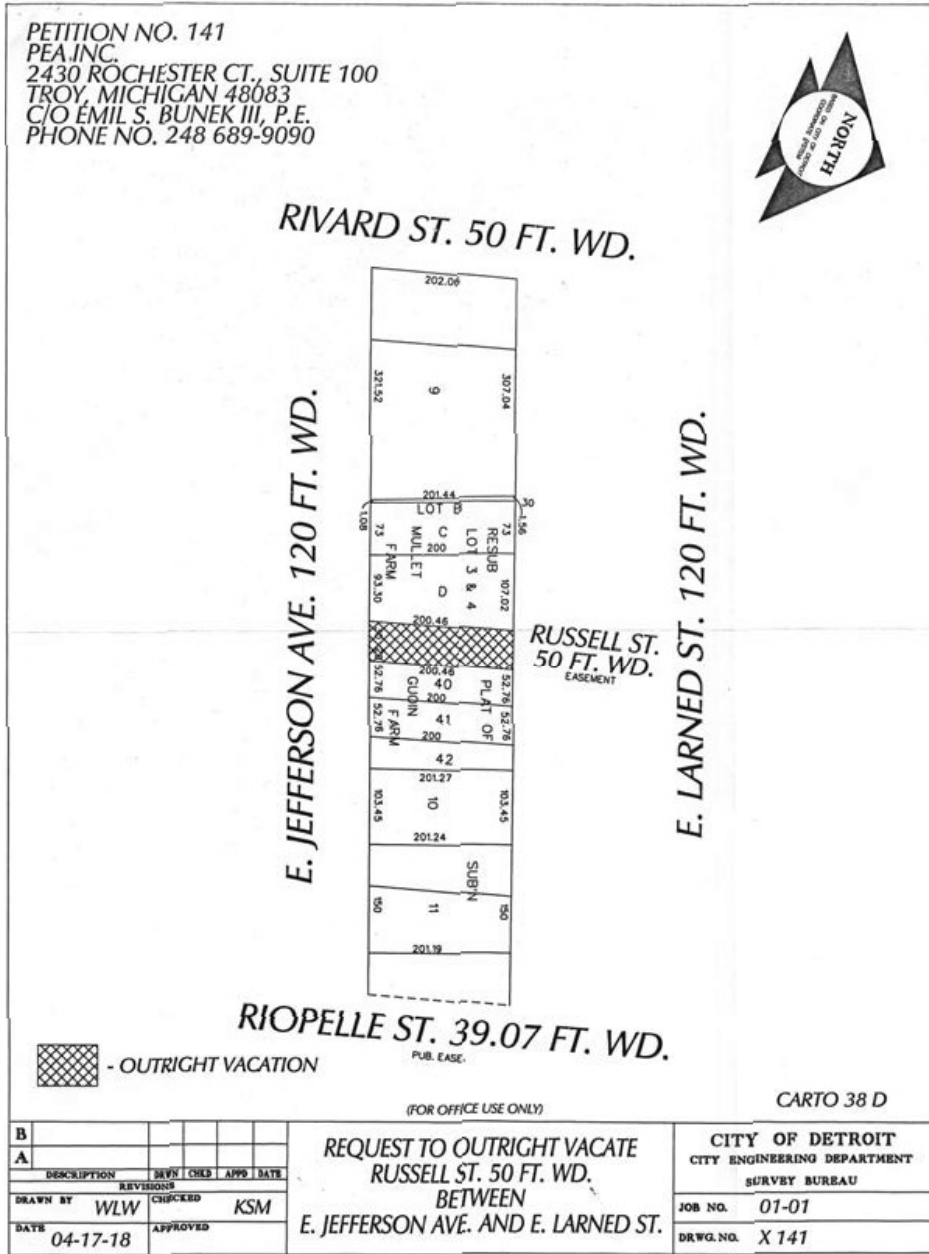 PETITION NO. 141
PEA.INC.
2430 ROCHESTER CT., SUITE 100
TROY, MICHIGAN 48083
C/O EMIL S. BUNEK III, P.E.
PHONE NO. 248 689-9090
NORTH
BASED ON CITY OF DETROIT
COORDINATE SYSTEM
RIVARD ST. 50 FT. WD.
202.06
321.52
9
307.04
E. JEFFERSON AVE. 120 FT. WD.
E. LARNED ST. 120 FT. WD.
201.44
.30
LOT B
1.08
1.56
73
C
73
200
MULLET
FARM
RESUB
LOT 3 & 4
93.30
D
107.02
200.46
RUSSELL ST.
50 FT. WD.
EASEMENT
200.46
52.76
40
52.76
200
GUOIN
FARM
PLAT OF
52.76
41
52.76
200
42
201.27
103.45
10
103.45
201.24
SUB'N
150
11
150
201.19
RIOPELLE ST. 39.07 FT. WD.
PUB. EASE.
- OUTRIGHT VACATION
(FOR OFFICE USE ONLY)
CARTO 38 D
B
A
DESCRIPTION DRWN CHKD APPD DATE
REVISIONS
DRAWN BY WLW CHECKED KSM
DATE 04-17-18 APPROVED
REQUEST TO OUTRIGHT VACATE
RUSSELL ST. 50 FT. WD.
BETWEEN
E. JEFFERSON AVE. AND E. LARNED ST.
CITY OF DETROIT
CITY ENGINEERING DEPARTMENT
SURVEY BUREAU
JOB NO. 01-01
DRWG. NO. X 141